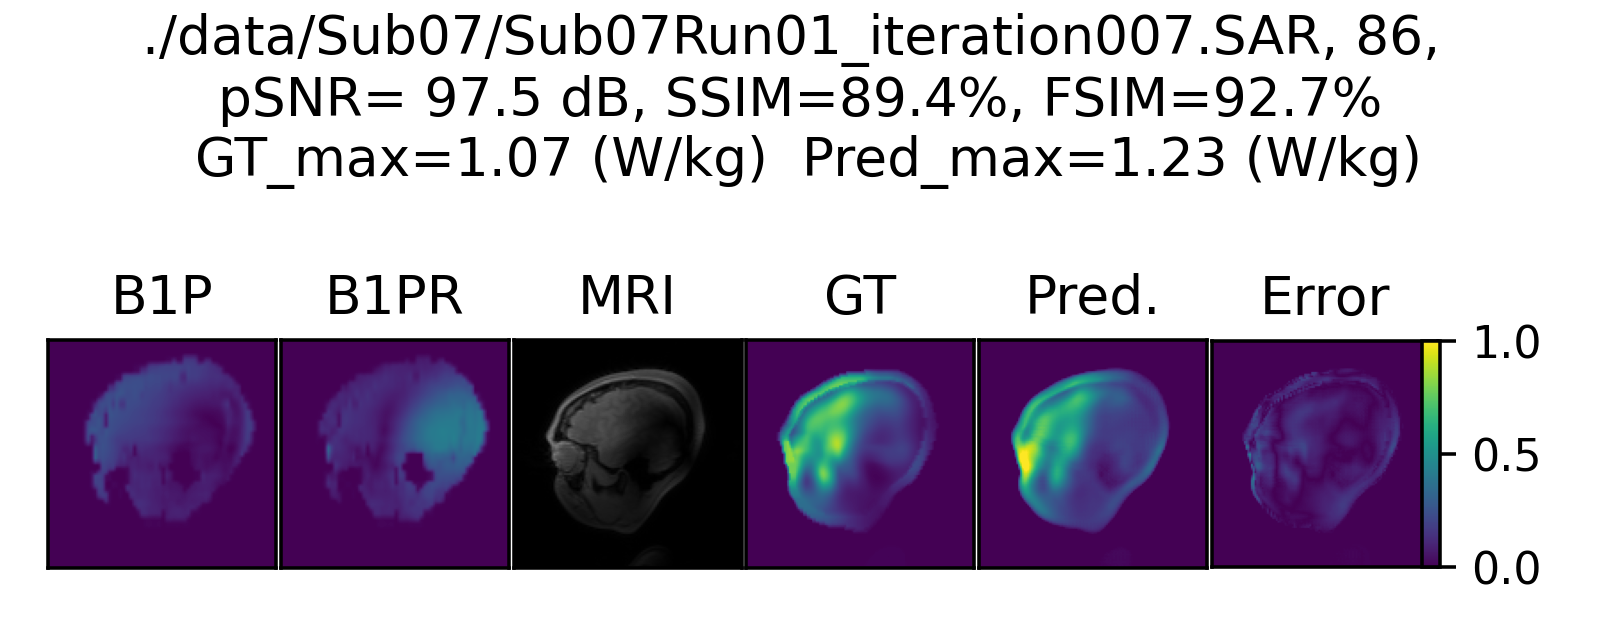 ./data/Sub07/Sub07Run01_iteration007.SAR, 86,
pSNR= 97.5 dB, SSIM=89.4%, FSIM=92.7%
GT_max=1.07 (W/kg)  Pred_max=1.23 (W/kg)
B1P B1PR MRI GT Pred. Error
1.0
0.5
0.0